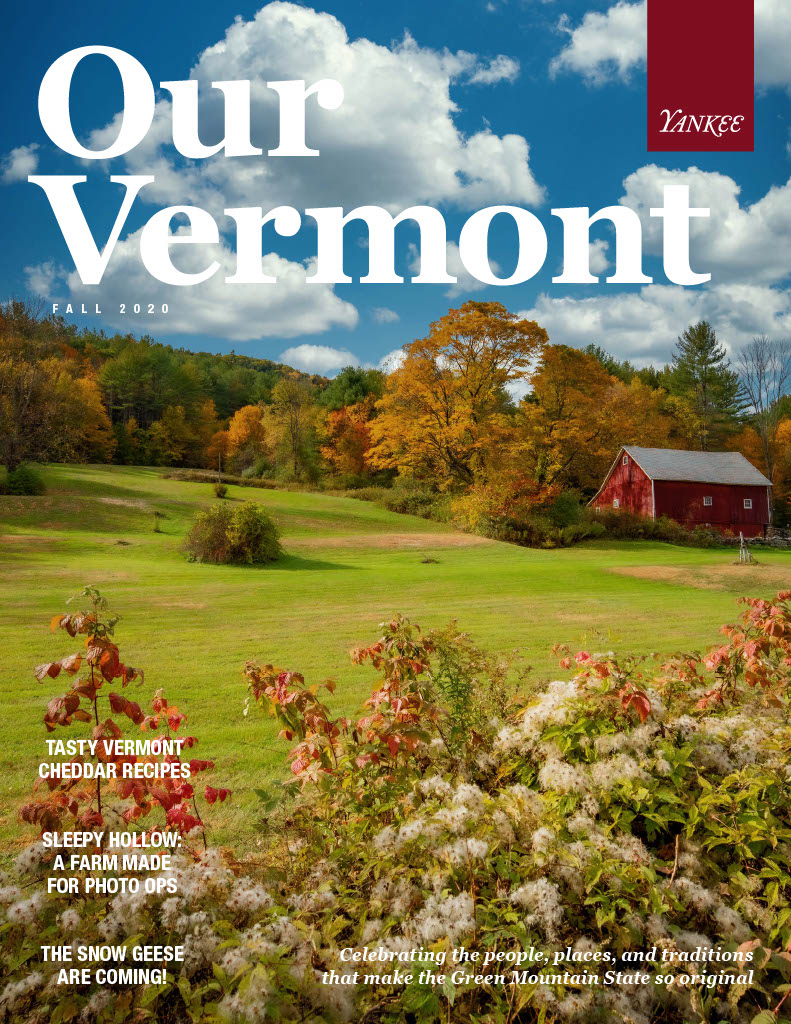 Our
Vermont
YANKEE
FALL 2020
TASTY VERMONT
CHEDDAR RECIPES
SLEEPY HOLLOW:
A FARM MADE
FOR PHOTO OPS
THE SNOW GEESE
ARE COMING!
Celebrating the people, places, and traditions
that make the Green Mountain State so original